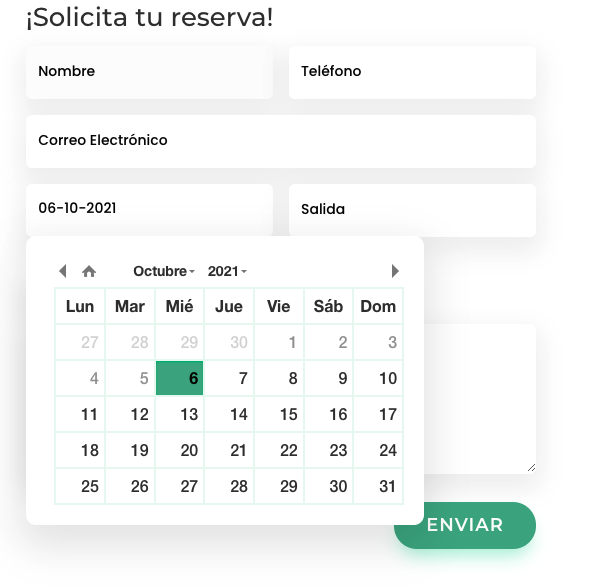 ¡Solicita tu reserva!
Nombre Teléfono
Correo Electrónico
06-10-2021 Salida
Octubre 2021
Lun Mar Mié Jue Vie Sáb Dom
27 28 29 30 1 2 3
4 5 6 7 8 9 10
11 12 13 14 15 16 17
18 19 20 21 22 23 24
25 26 27 28 29 30 31
ENVIAR